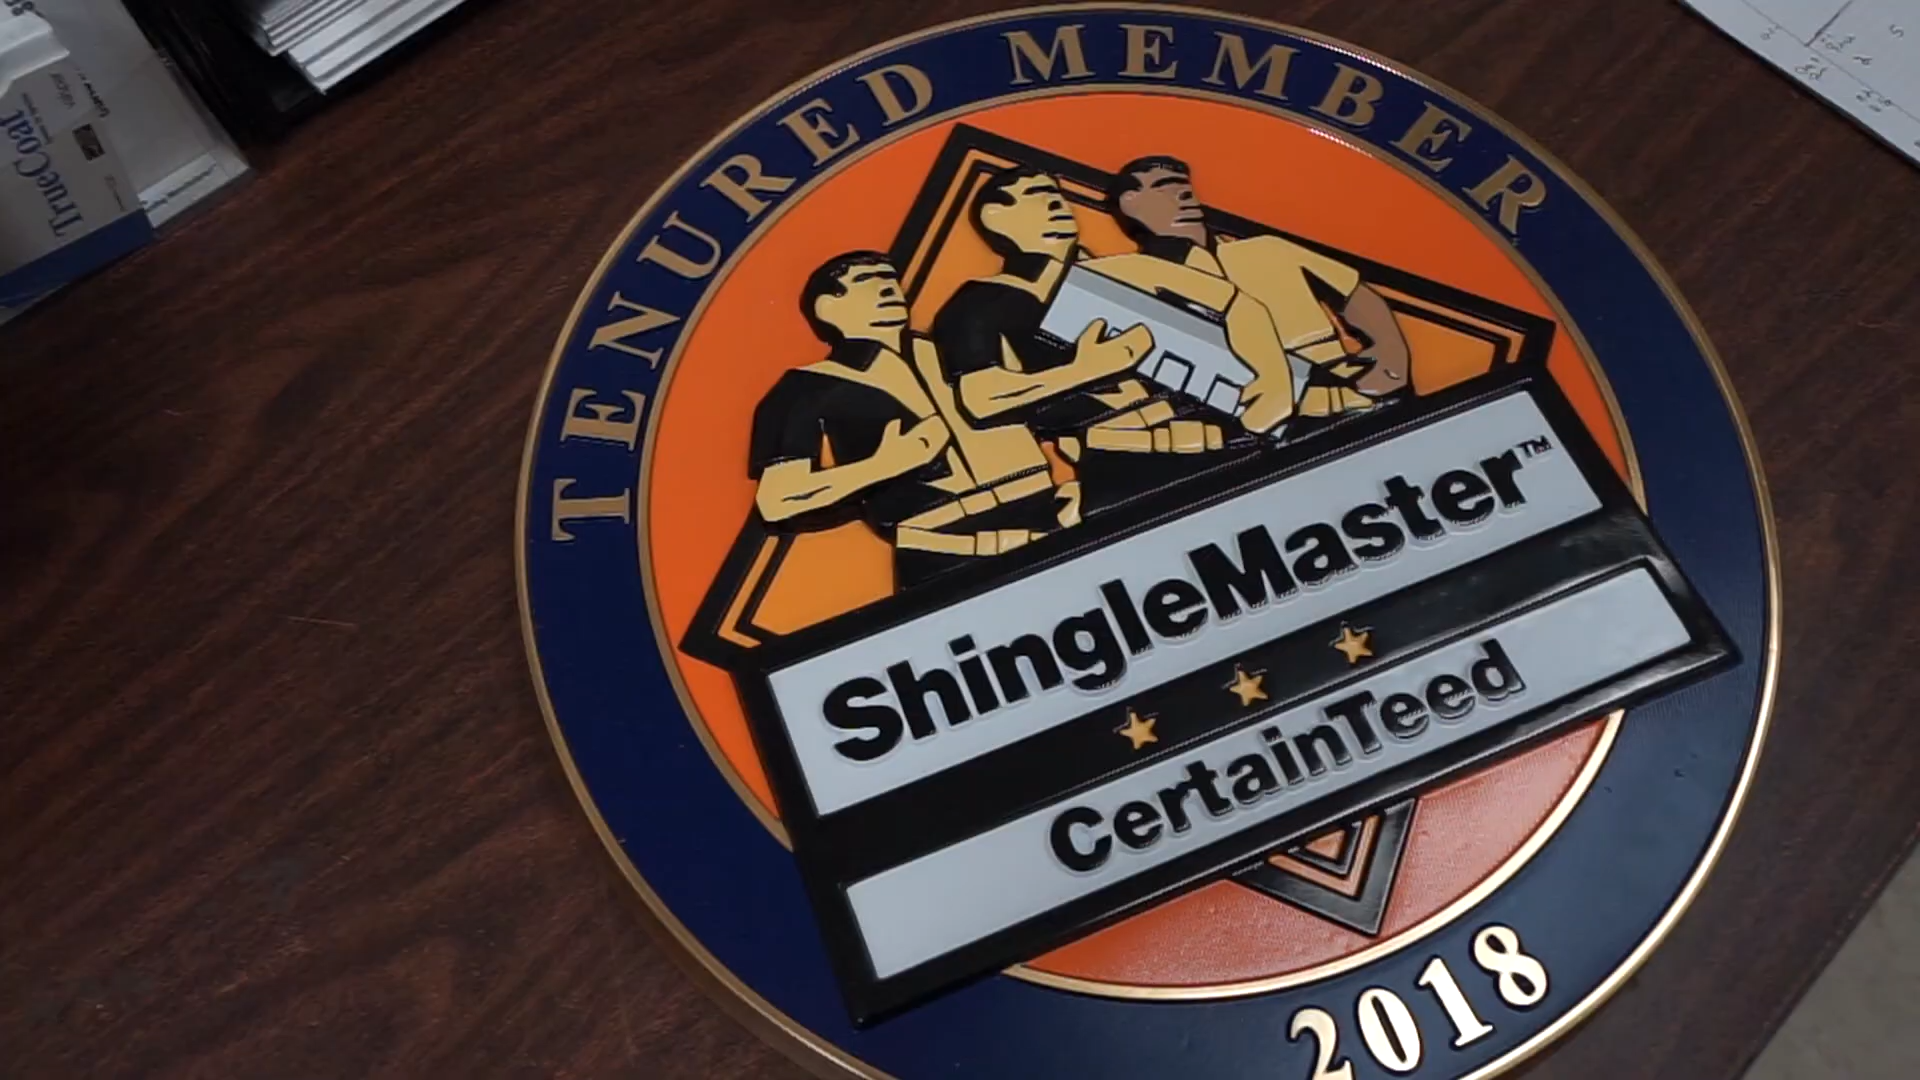 TENURED MEMBER
ShingleMaster™
CertainTeed
2018
TrueCoat